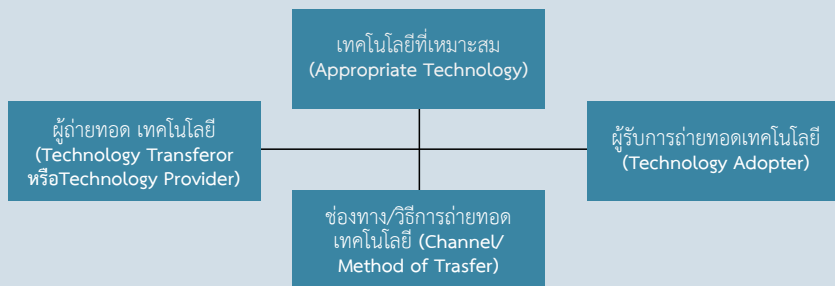 เทคโนโลยีที่เหมาะสม
(Appropriate Technology)
ผู้ถ่ายทอด เทคโนโลยี
(Technology Transferor
หรือTechnology Provider)
ผู้รับการถ่ายทอดเทคโนโลยี
(Technology Adopter)
ช่องทาง/วิธีการถ่ายทอด
เทคโนโลยี (Channel/
Method of Trasfer)